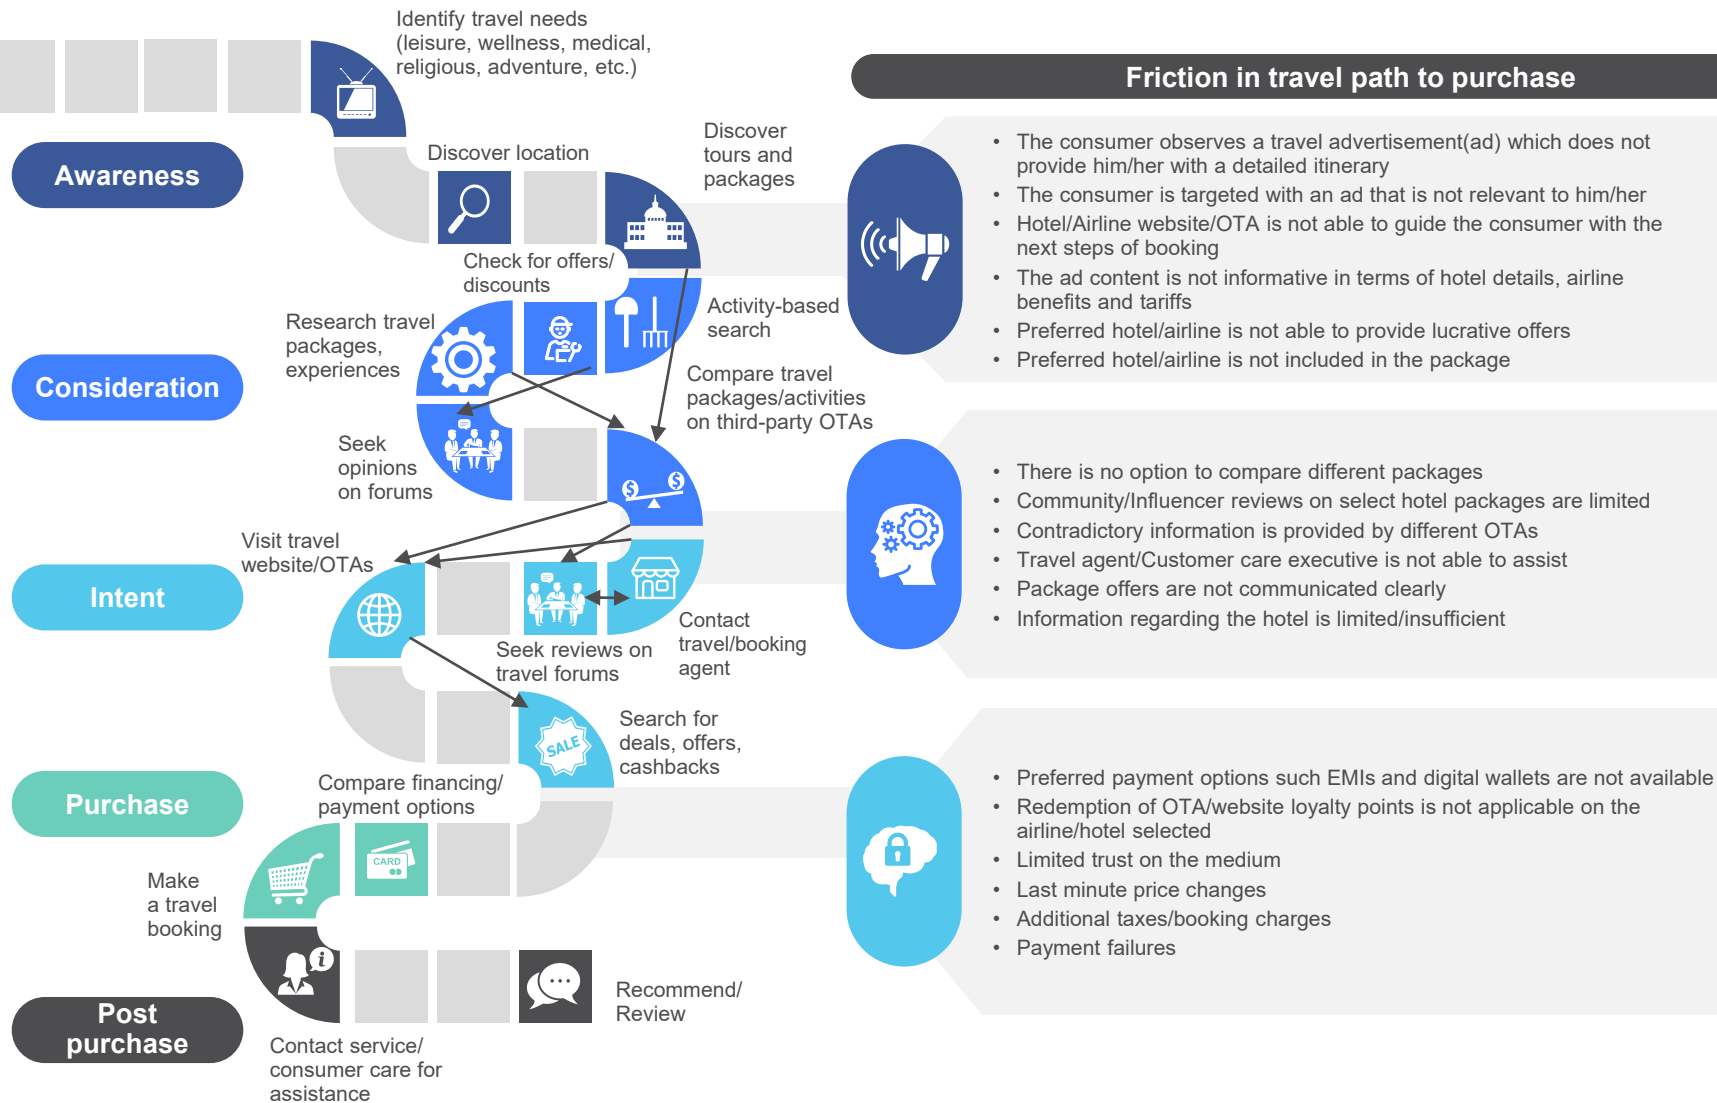 Identify travel needs
(leisure, wellness, medical,
religious, adventure, etc.)
Awareness
Discover location
Discover
tours and
packages
Check for offers/
discounts
Research travel
packages,
experiences
Activity-based
search
Consideration
Compare travel
packages/activities
on third-party OTAs
Seek
opinions
on forums
$ $
Visit travel
website/OTAs
Intent
Seek reviews on
travel forums
Contact
travel/booking
agent
SALE
Search for
deals, offers,
cashbacks
Purchase
Compare financing/
payment options
CARD
Make
a travel
booking
i
Post
purchase
Contact service/
consumer care for
assistance
Recommend/
Review
Friction in travel path to purchase
• The consumer observes a travel advertisement(ad) which does not
provide him/her with a detailed itinerary
• The consumer is targeted with an ad that is not relevant to him/her
• Hotel/Airline website/OTA is not able to guide the consumer with the
next steps of booking
• The ad content is not informative in terms of hotel details, airline
benefits and tariffs
• Preferred hotel/airline is not able to provide lucrative offers
• Preferred hotel/airline is not included in the package
• There is no option to compare different packages
• Community/Influencer reviews on select hotel packages are limited
• Contradictory information is provided by different OTAs
• Travel agent/Customer care executive is not able to assist
• Package offers are not communicated clearly
• Information regarding the hotel is limited/insufficient
• Preferred payment options such EMIs and digital wallets are not available
• Redemption of OTA/website loyalty points is not applicable on the
airline/hotel selected
• Limited trust on the medium
• Last minute price changes
• Additional taxes/booking charges
• Payment failures